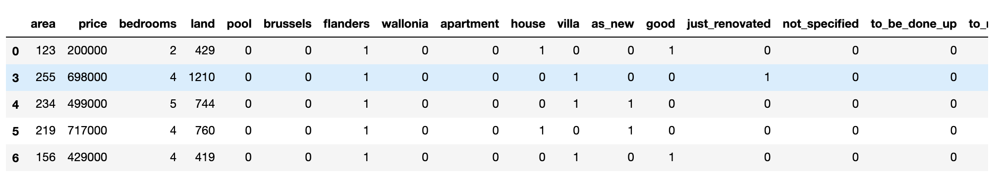 area price bedrooms land pool brussels flanders wallonia apartment house villa as_new good just_renovated not_specified to_be_done_up
0 123 200000 2 429 0 0 1 0 0 1 0 0 1 0 0 0
3 255 698000 4 1210 0 0 1 0 0 0 1 0 0 1 0 0
4 234 499000 5 744 0 0 1 0 0 0 1 1 0 0 0 0
5 219 717000 4 760 0 0 1 0 0 1 0 1 0 0 0 0
6 156 429000 4 419 0 0 1 0 0 0 1 0 1 0 0 0